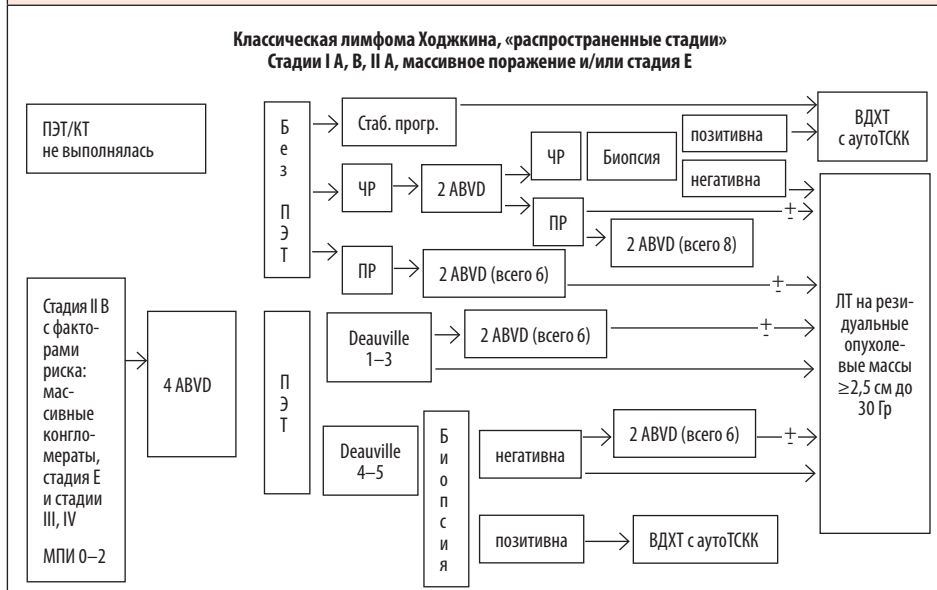 Классическая лимфома Ходжкина, «распространенные стадии»
Стадии I A, B, II A, массивное поражение и/или стадия E
ПЭТ/КТ
не выполнялась
Б
е
з
П
Э
Т
Стаб. прогр.
ЧР
2 ABVD
ЧР
Биопсия
позитивна
негативна
ВДХТ
с аутоТСКК
ПР
±
2 ABVD (всего 8)
ПР
2 ABVD (всего 6)
±
Стадия II B
с факто-
рами
риска:
мас-
сивные
конгло-
мераты,
стадия E
и стадии
III, IV
МПИ 0–2
4 ABVD
П
Э
Т
Deauville
1–3
2 ABVD (всего 6)
±
Deauville
4–5
Б
и
о
п
с
и
я
негативна
2 ABVD (всего 6)
±
позитивна
ВДХТ с аутоТСКК
ЛТ на рези-
дуальные
опухоле-
вые массы
≥2,5 см до
30 Гр